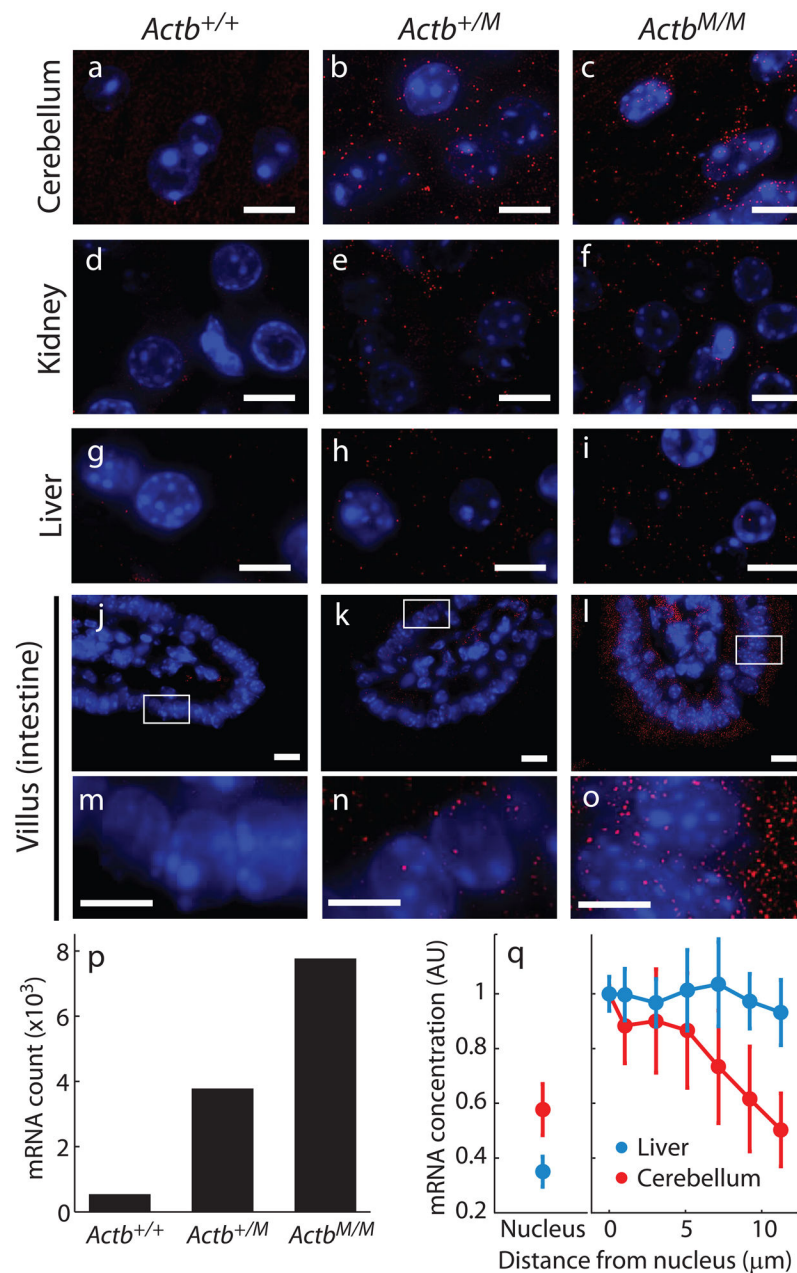 Actb+/+ Actb+/M ActbM/M
Cerebellum
a b c
Kidney
d e f
Liver
g h i
Villus (intestine)
j k l
m n o
p
mRNA count (x10³)
8
6
4
2
0
Actb+/+ Actb+/M ActbM/M
q
mRNA concentration (AU)
1
0.8
0.6
0.4
0.2
Liver
Cerebellum
Nucleus 0 5 10
Distance from nucleus (μm)